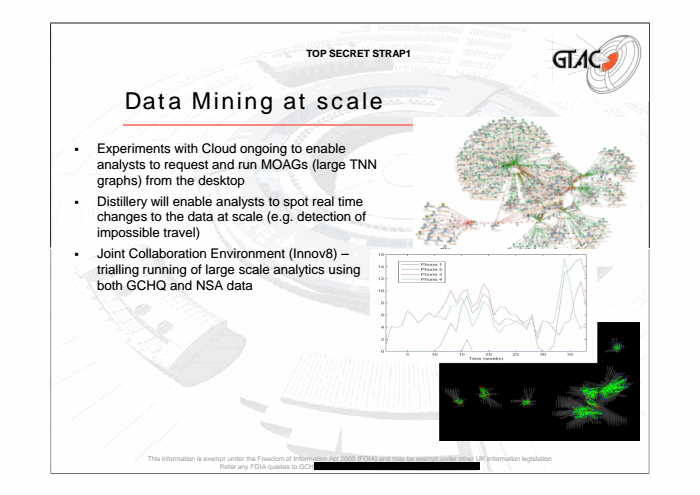 TOP SECRET STRAP1
GTAC
Data Mining at scale
▪ Experiments with Cloud ongoing to enable
analysts to request and run MOAGs (large TNN
graphs) from the desktop
▪ Distillery will enable analysts to spot real time
changes to the data at scale (e.g. detection of
impossible travel)
▪ Joint Collaboration Environment (Innov8) –
trialling running of large scale analytics using
both GCHQ and NSA data
16
14
12
10
8
6
4
2
0
Phone 1
Phone 2
Phone 3
Phone 4
5 10 15 20 25 30 35
Time (weeks)
This information is exempt under the Freedom of Information Act 2000 (FOIA) and may be exempt under other UK information legislation
Refer any FOIA queries to GCH